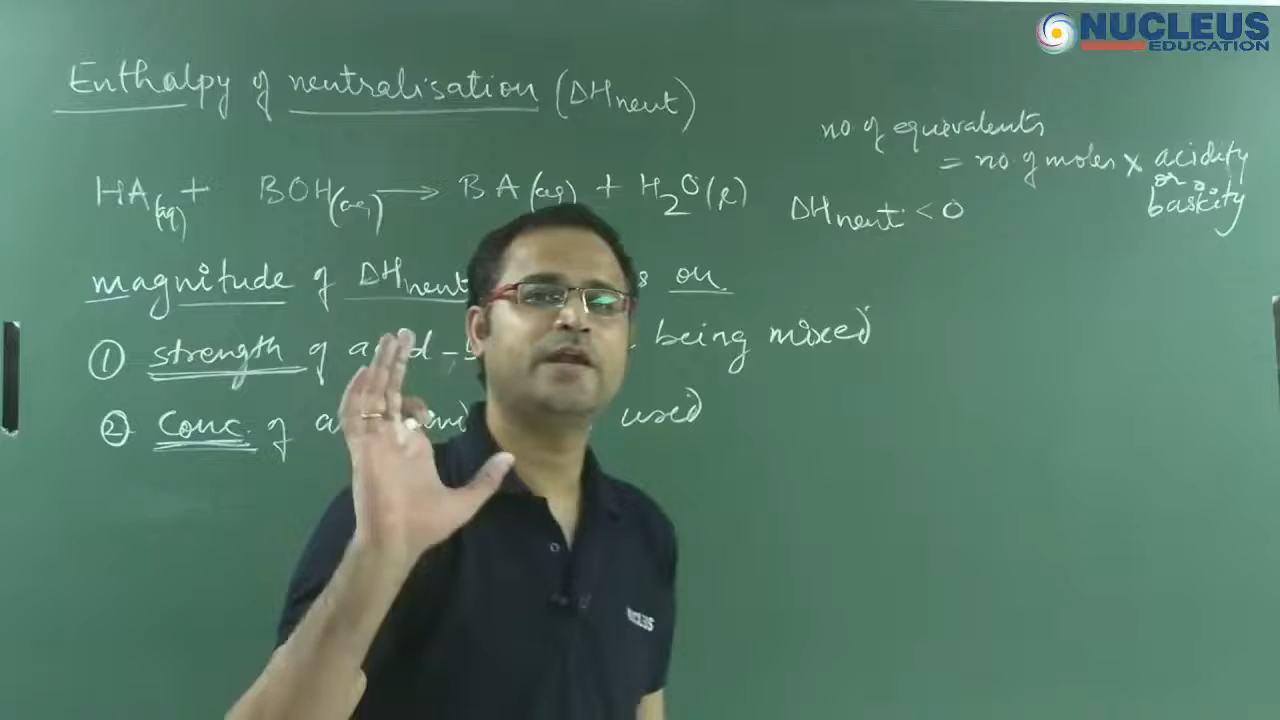 NUCLEUS
EDUCATION
Enthalpy of neutralisation (ΔHneut)
no of equivalents
= no of moles × acidity
or
basicity
HA(aq) + BOH(aq) → BA(aq) + H2O(l)
ΔHneut < 0
magnitude of ΔHneut on
① strength of being mixed
② Conc. of used
NUCLEUS